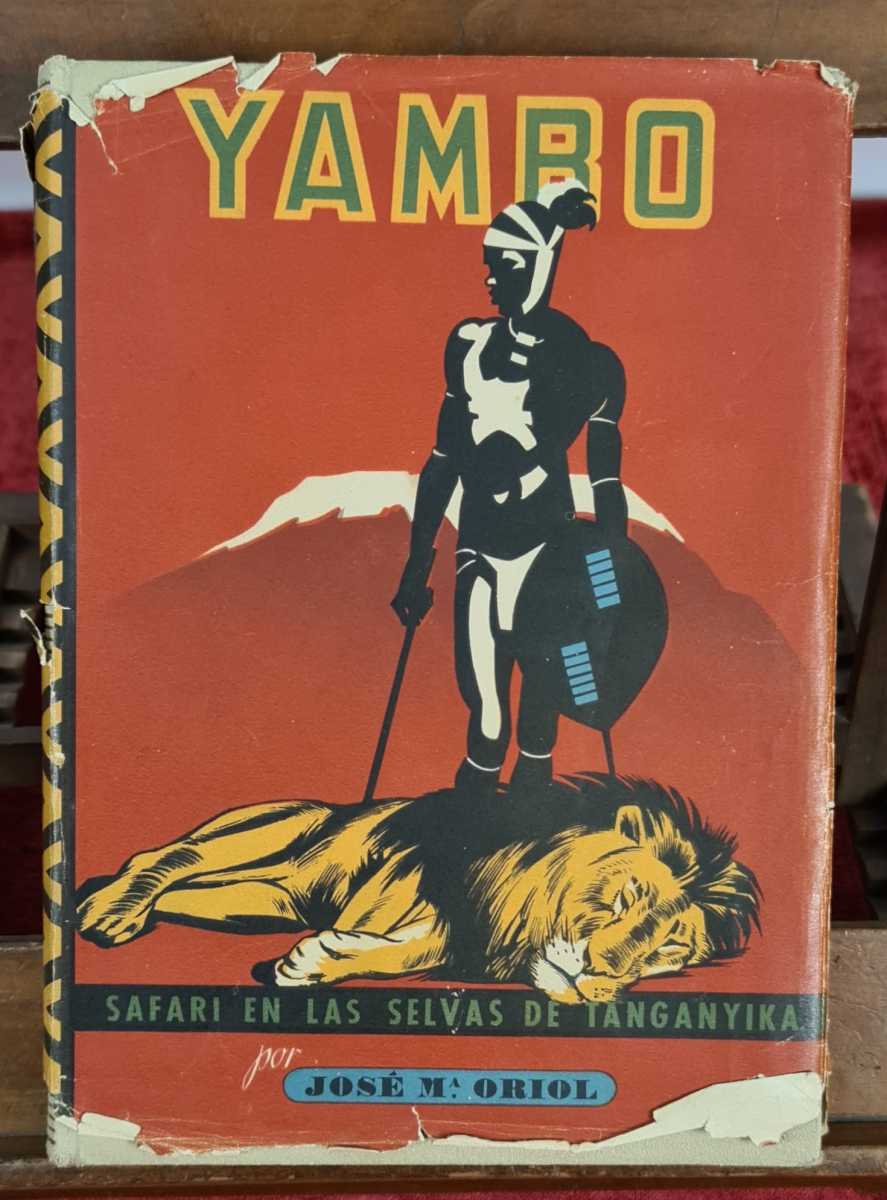 YAMBO
SAFARI EN LAS SELVAS DE TANGANYIKA
por
JOSÉ Mª. ORIOL